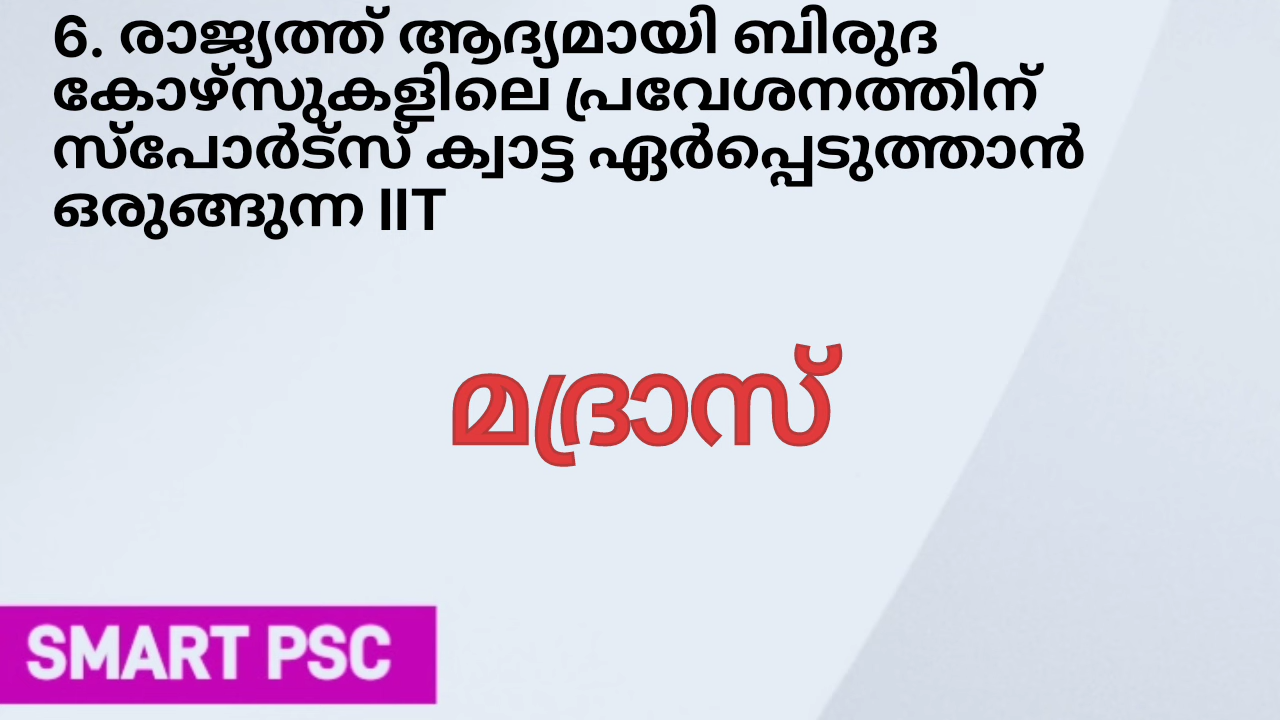 6. രാജ്യത്ത് ആദ്യമായി ബിരുദ
കോഴ്സുകളിലെ പ്രവേശനത്തിന്
സ്പോർട്സ് ക്വാട്ട ഏർപ്പെടുത്താൻ
ഒരുങ്ങുന്ന IIT
മദ്രാസ്
SMART PSC